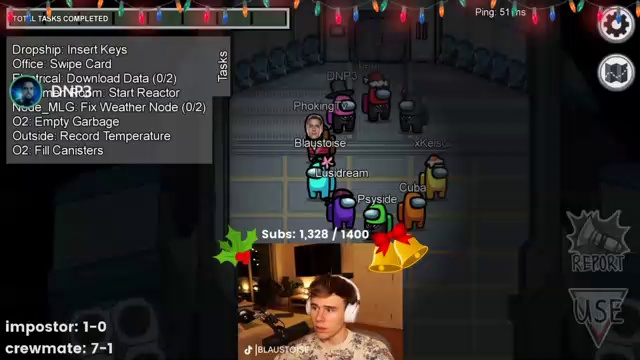 TOTAL TASKS COMPLETED
Ping: 51 ms
Dropship: Insert Keys
Office: Swipe Card
Electrical: Download Data (0/2)
DNP3
m: Start Reactor
Node_MLG: Fix Weather Node (0/2)
O2: Empty Garbage
Outside: Record Temperature
O2: Fill Canisters
Tasks
DNP3
PhokingTv
Blaustoise
xKelsu
Lusidream
Cuba
Psyside
Subs: 1,328 / 1400
REPORT
USE
impostor: 1-0
crewmate: 7-1
|BLAUSTOISE